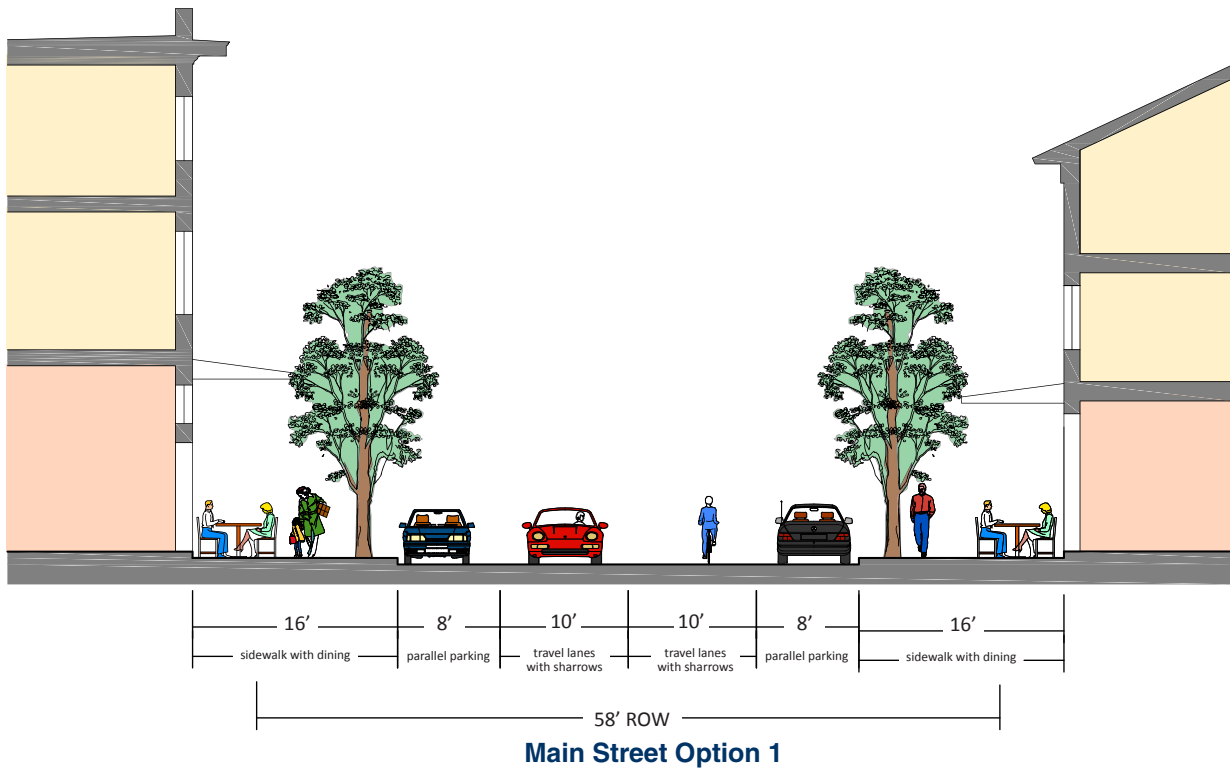 16’ 8’ 10’ 10’ 8’ 16’
sidewalk with dining parallel parking travel lanes with sharrows travel lanes with sharrows parallel parking sidewalk with dining
58’ ROW
Main Street Option 1